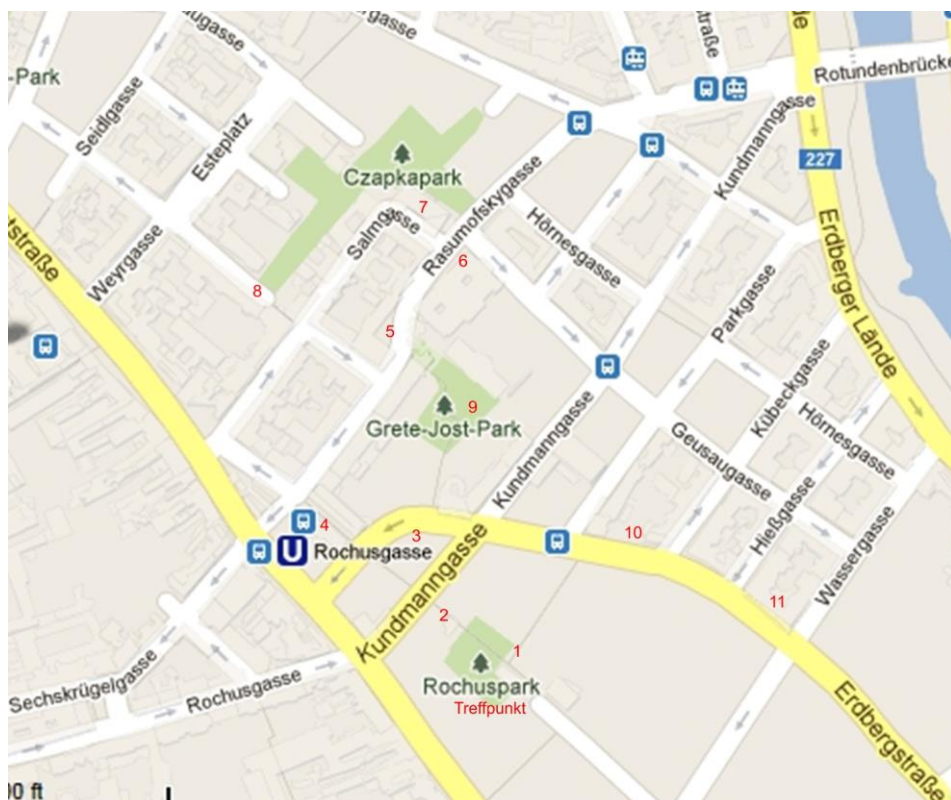 -Park
Seidlgasse
Esteplatz
Rotundenbrücke
Kundmanngasse
227
Czapkapark
7
Salmgasse
Rasumofskygasse
Hörnesgasse
6
Weyrgasse
8
5
Erdberger Lände
Parkgasse
9
Grete-Jost-Park
Kundmanngasse
Kübeckgasse
Hörnesgasse
Geusaugasse
Hießgasse
4
3
10
U Rochusgasse
Kundmanngasse
Wassergasse
11
2
1
Rochuspark
Treffpunkt
Sechskrügelgasse
Rochusgasse
Erdbergstraße
00 ft